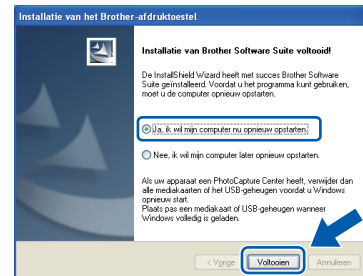 Installatie van het Brother-afdruktoestel
Installatie van Brother Software Suite voltooid!
De InstallShield Wizard heeft met succes Brother Software
Suite geïnstalleerd. Voordat u het programma kunt gebruiken,
moet u de computer opnieuw opstarten.
Ja, ik wil mijn computer nu opnieuw opstarten.
Nee, ik wil mijn computer later opnieuw opstarten.
Als uw apparaat een PhotoCapture Center heeft, verwijder dan
alle mediakaarten of het USB-geheugen voordat u Windows
opnieuw start.
Plaats pas een mediakaart of USB-geheugen wanneer
Windows volledig is geladen.
< Vorige
Voltooien
Annuleren